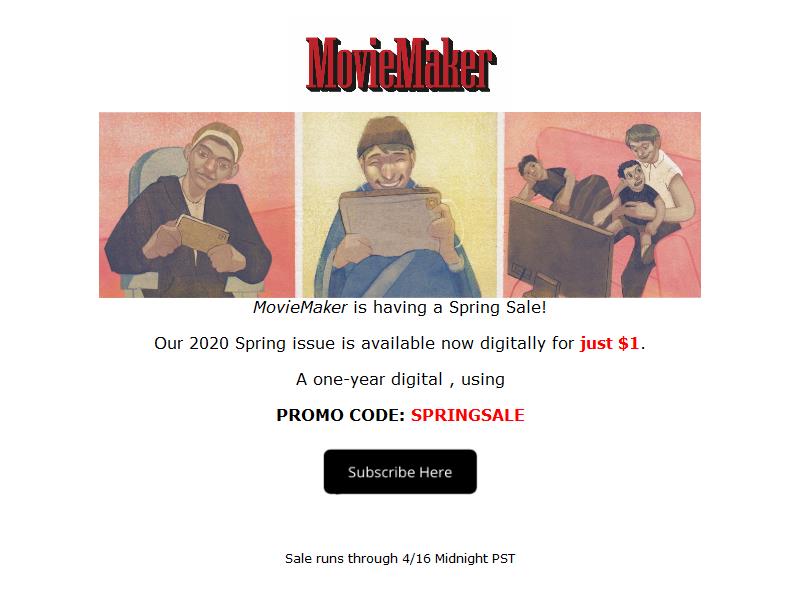 MovieMaker
MovieMaker is having a Spring Sale!
Our 2020 Spring issue is available now digitally for just $1.
A one-year digital , using
PROMO CODE: SPRINGSALE
Subscribe Here
Sale runs through 4/16 Midnight PST